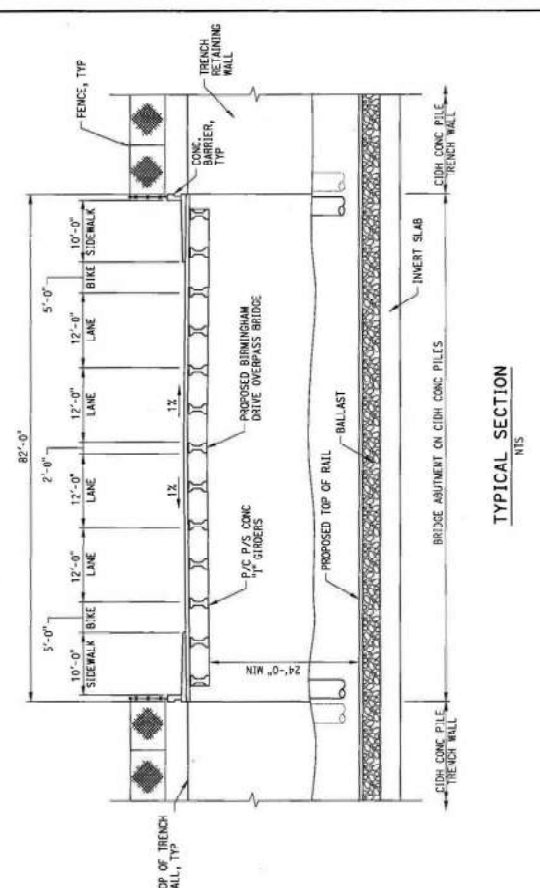 FENCE, TYP
CONC.
BARRIER,
TYP
TRENCH
RETAINING
WALL
82'-0"
10'-0"
SIDEWALK
5'-0"
BIKE
12'-0"
LANE
12'-0"
LANE
2'-0"
12'-0"
LANE
12'-0"
LANE
5'-0"
BIKE
10'-0"
SIDEWALK
1%
1%
PROPOSED BIRMINGHAM
DRIVE OVERPASS BRIDGE
P/C P/S CONC
"I" GIRDERS
24'-0" MIN
OP OF TRENCH
ALL, TYP
PROPOSED TOP OF RAIL
BALLAST
INVERT SLAB
CIDH CONC PILE
TRENCH WALL
BRIDGE ABUTMENT ON CIDH CONC PILES
CIDH CONC PILE
TRENCH WALL
TYPICAL SECTION
NTS